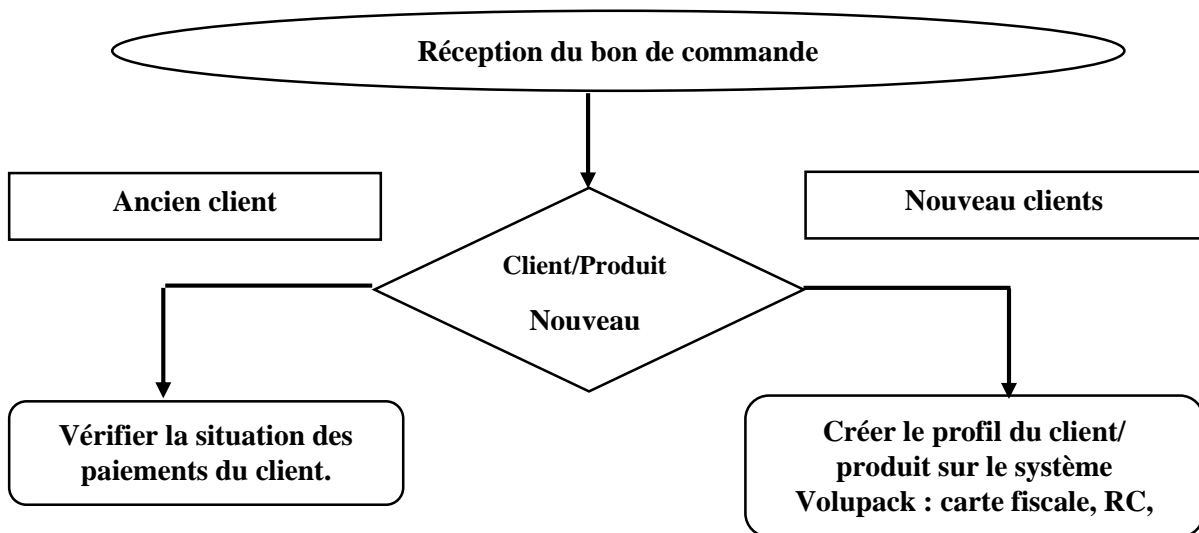 Réception du bon de commande
Ancien client
Nouveau clients
Client/Produit
Nouveau
Vérifier la situation des
paiements du client.
Créer le profil du client/
produit sur le système
Volupack : carte fiscale, RC,